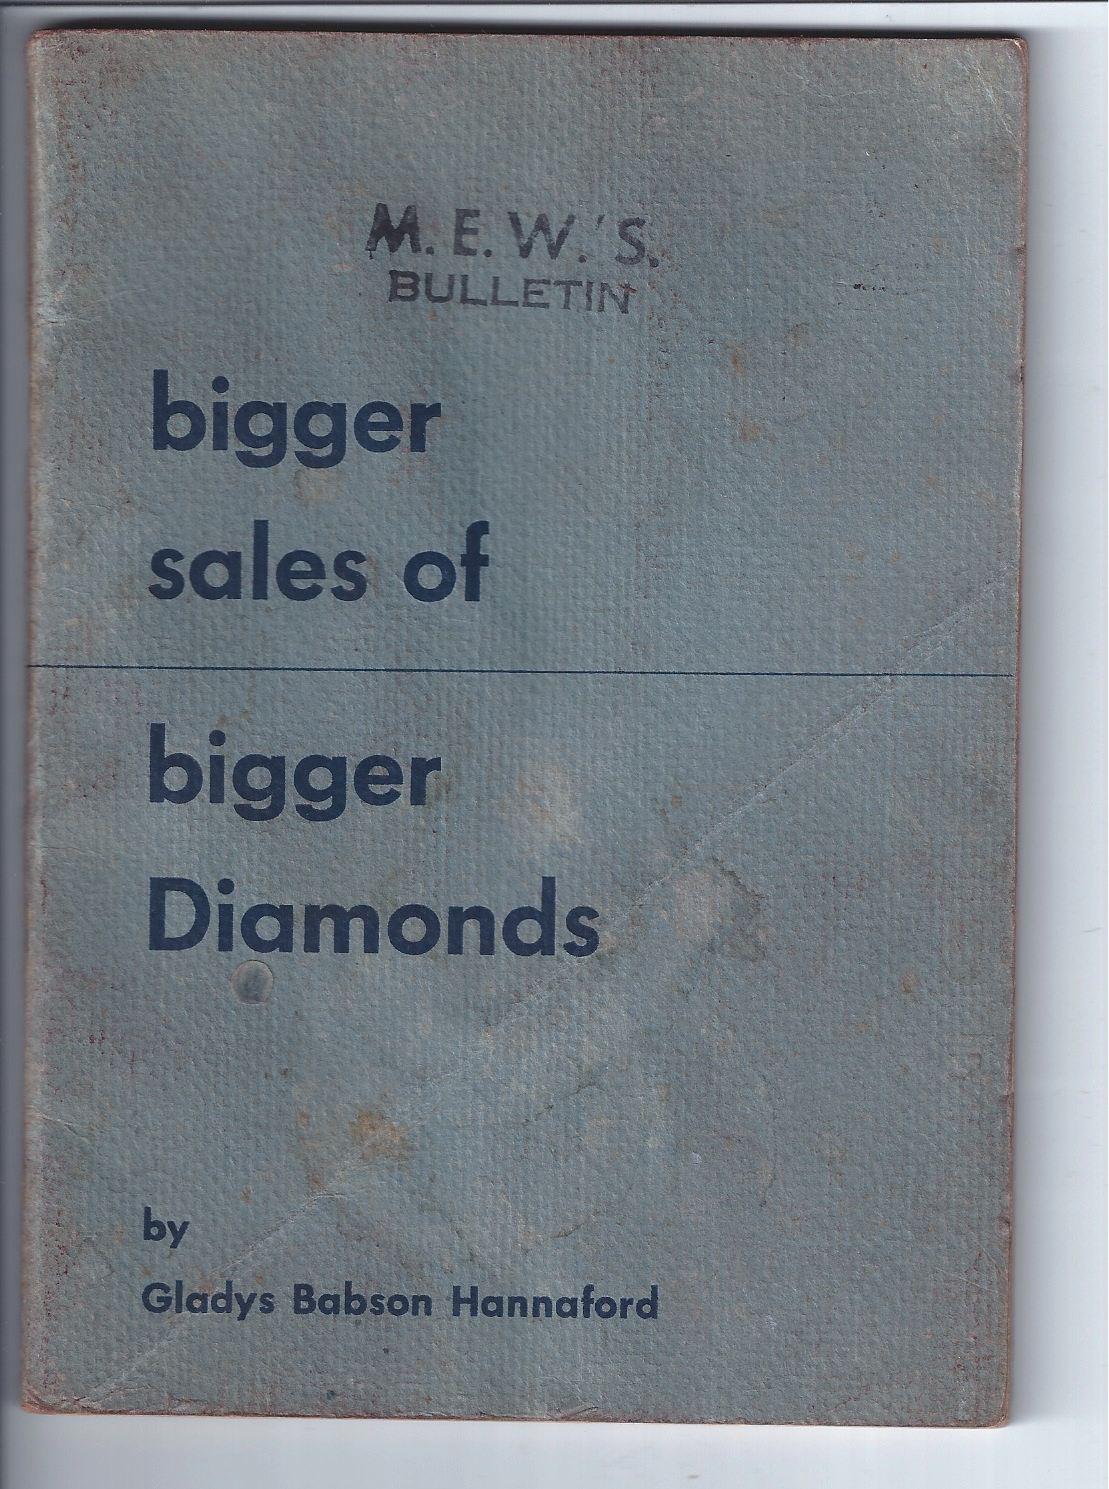 M. E. W.'S.
BULLETIN
bigger
sales of
bigger
Diamonds
by
Gladys Babson Hannaford